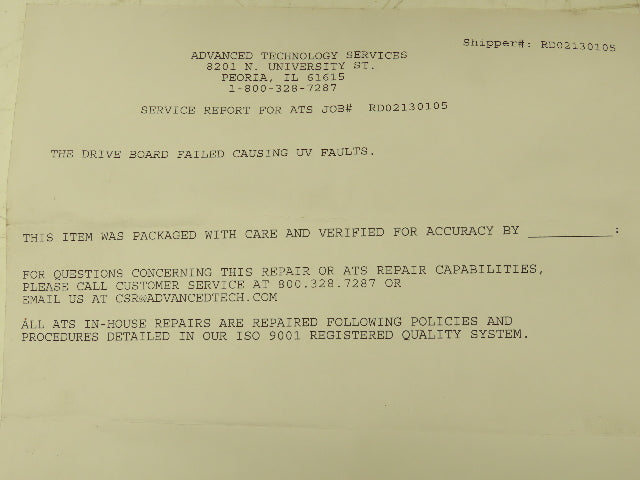 Shipper#: RD02130105
ADVANCED TECHNOLOGY SERVICES
8201 N. UNIVERSITY ST.
PEORIA, IL 61615
1-800-328-7287
SERVICE REPORT FOR ATS JOB# RD02130105
THE DRIVE BOARD FAILED CAUSING UV FAULTS.
THIS ITEM WAS PACKAGED WITH CARE AND VERIFIED FOR ACCURACY BY __________:
FOR QUESTIONS CONCERNING THIS REPAIR OR ATS REPAIR CAPABILITIES,
PLEASE CALL CUSTOMER SERVICE AT 800.328.7287 OR
EMAIL US AT CSR@ADVANCEDTECH.COM
ALL ATS IN-HOUSE REPAIRS ARE REPAIRED FOLLOWING POLICIES AND
PROCEDURES DETAILED IN OUR ISO 9001 REGISTERED QUALITY SYSTEM.